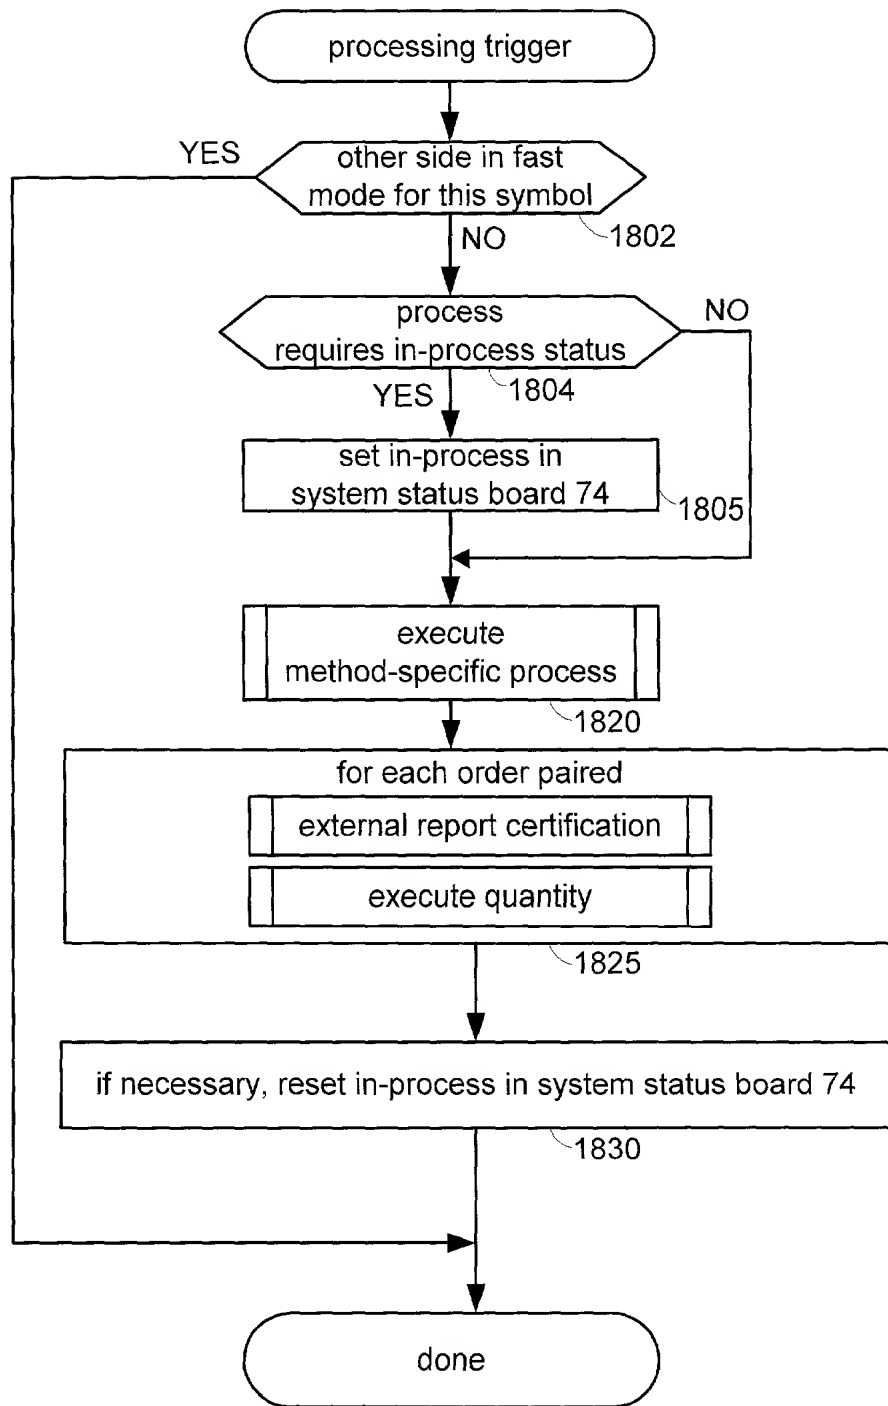 processing trigger
YES
other side in fast
mode for this symbol
1802
NO
process
requires in-process status
NO
1804
YES
set in-process in
system status board 74
1805
execute
method-specific process
1820
for each order paired
external report certification
execute quantity
1825
if necessary, reset in-process in system status board 74
1830
done